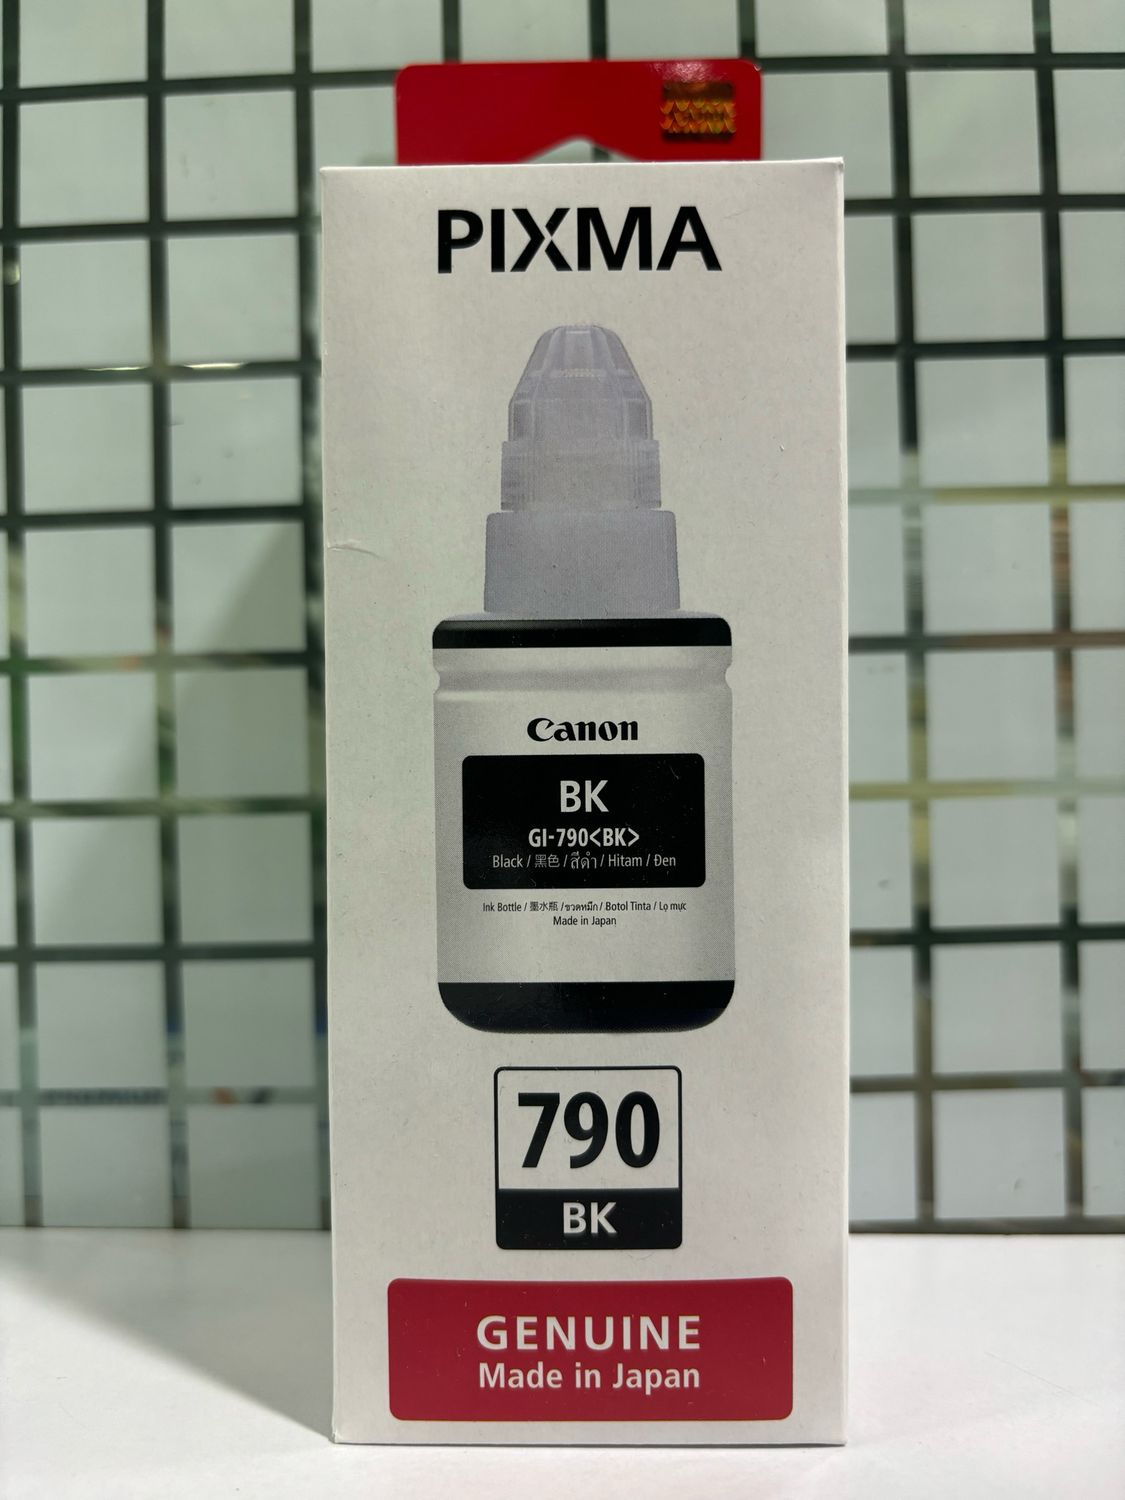 PIXMA
Canon
BK
GI-790<BK>
Black / 黑色 / สีดำ / Hitam / Đen
Ink Bottle / 墨水瓶 / ขวดหมึก / Botol Tinta / Lọ mực
Made in Japan
790
BK
GENUINE
Made in Japan